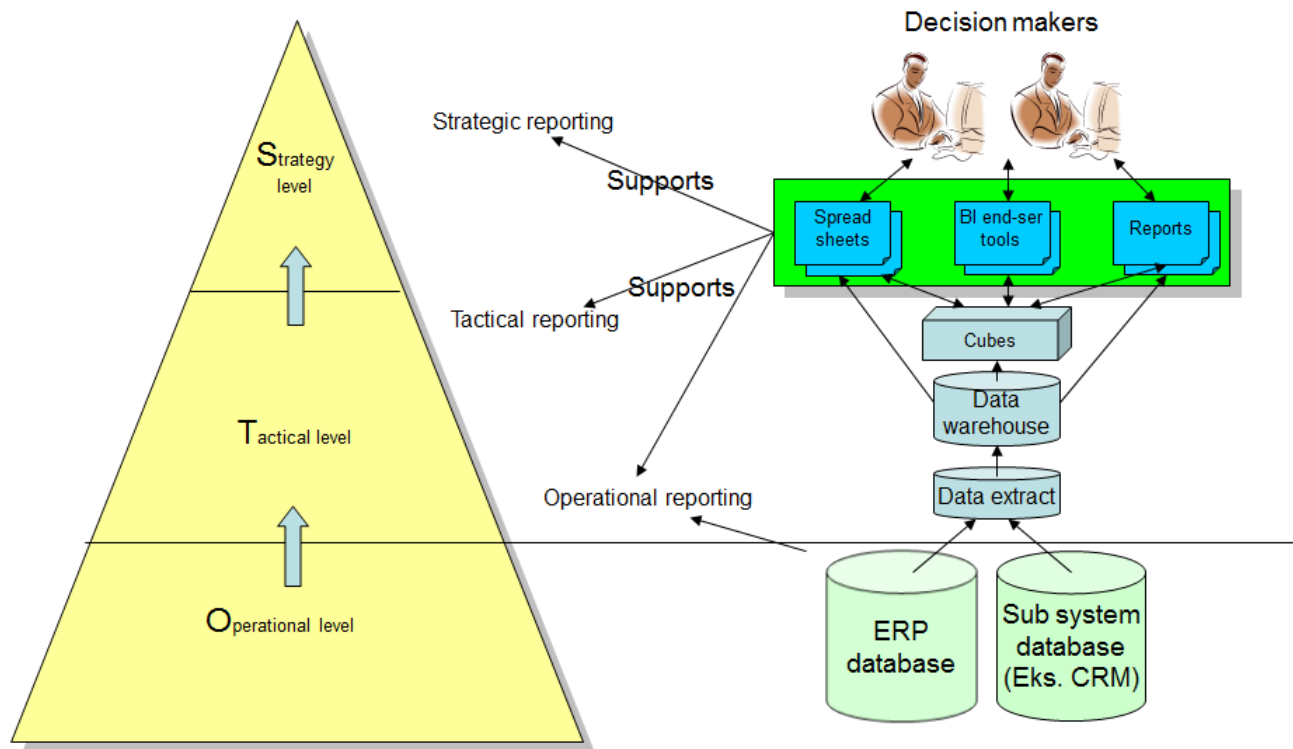 Decision makers
Strategic reporting
Strategy
level
Supports
Spread
sheets
BI end-ser
tools
Reports
Supports
Tactical reporting
Cubes
Tactical level
Data
warehouse
Operational reporting
Data extract
Operational level
ERP
database
Sub system
database
(Eks. CRM)